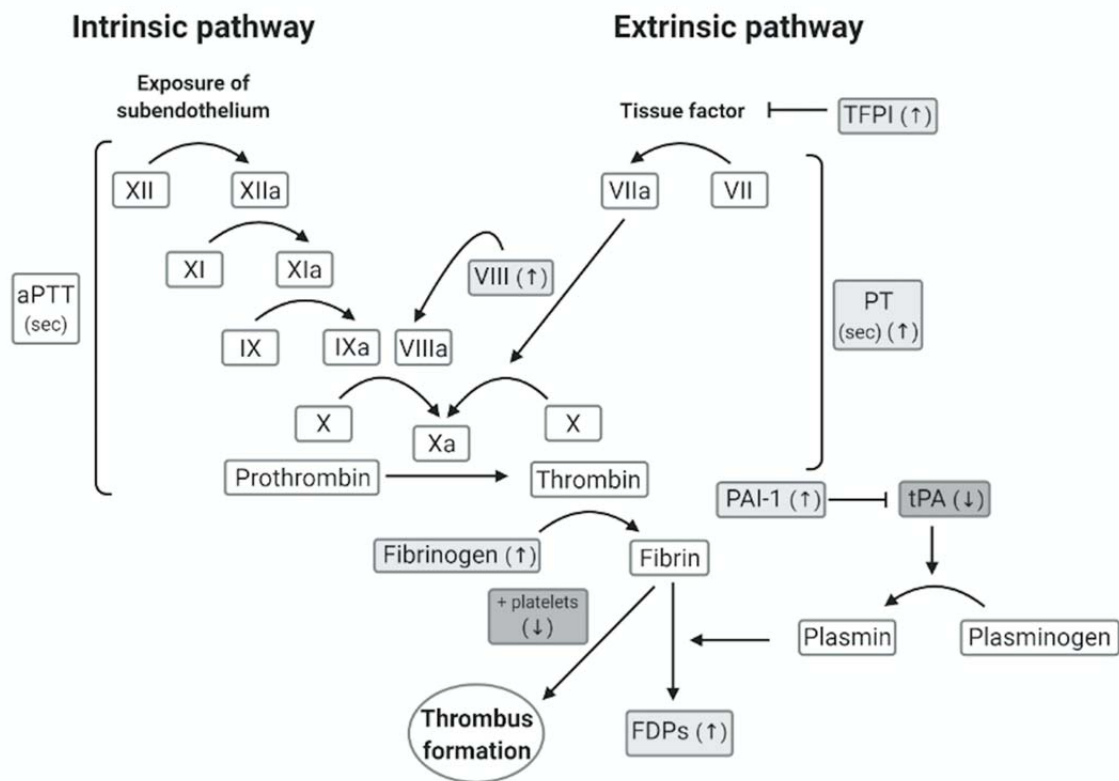 Intrinsic pathway
Extrinsic pathway
Exposure of
subendothelium
Tissue factor
TFPI (↑)
XII
XIIa
VIIa
VII
XI
XIa
VIII (↑)
aPTT
(sec)
PT
(sec) (↑)
IX
IXa
VIIIa
X
Xa
X
Prothrombin
Thrombin
PAI-1 (↑)
tPA (↓)
Fibrinogen (↑)
Fibrin
+ platelets
(↓)
Plasmin
Plasminogen
Thrombus
formation
FDPs (↑)